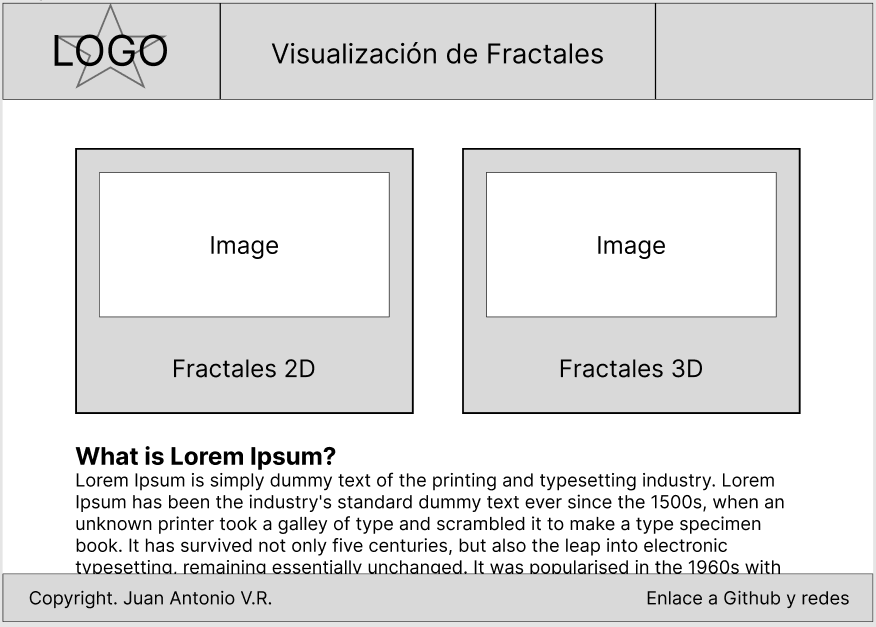 LOGO
Visualización de Fractales
Image
Image
Fractales 2D
Fractales 3D
What is Lorem Ipsum?
Lorem Ipsum is simply dummy text of the printing and typesetting industry. Lorem
Ipsum has been the industry's standard dummy text ever since the 1500s, when an
unknown printer took a galley of type and scrambled it to make a type specimen
book. It has survived not only five centuries, but also the leap into electronic
typesetting, remaining essentially unchanged. It was popularised in the 1960s with
Copyright. Juan Antonio V.R.
Enlace a Github y redes